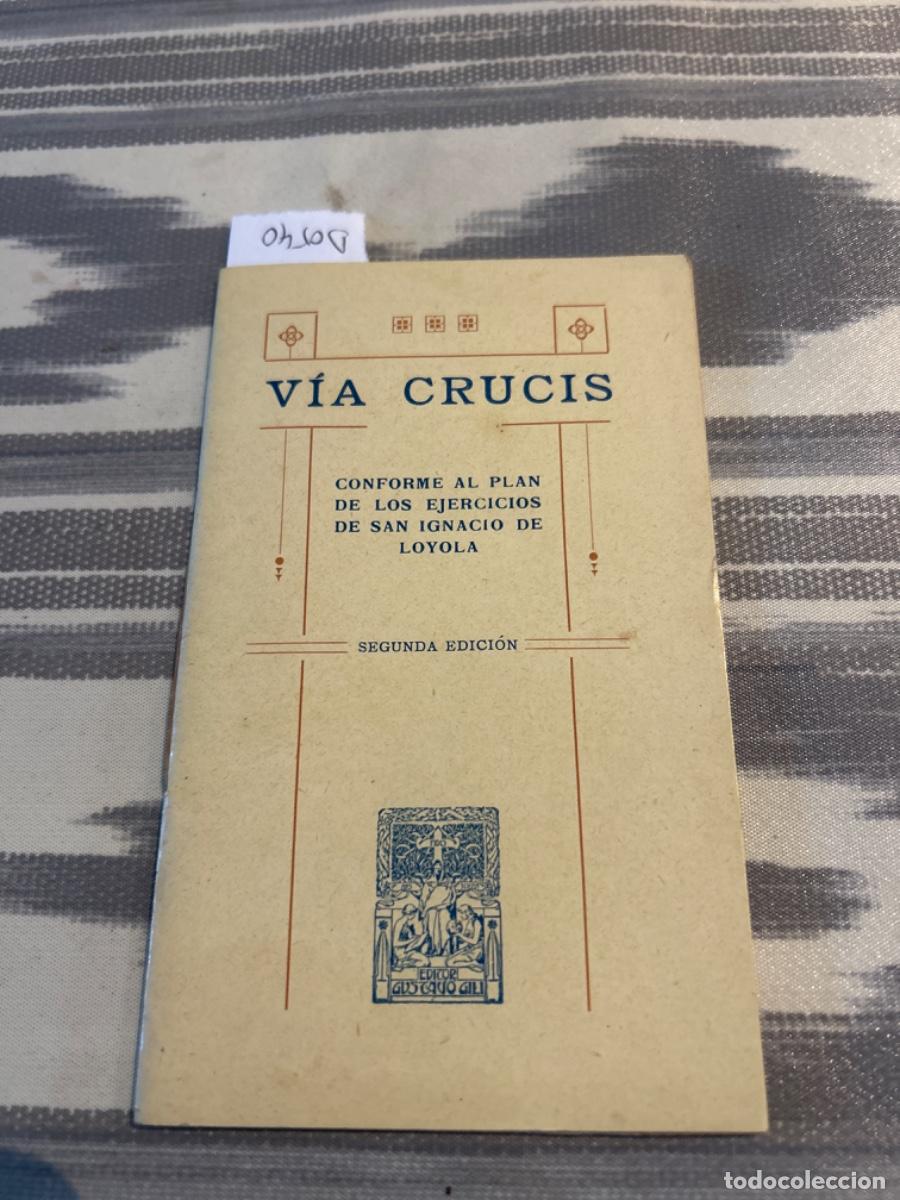 VÍA CRUCIS
CONFORME AL PLAN
DE LOS EJERCICIOS
DE SAN IGNACIO DE
LOYOLA
SEGUNDA EDICIÓN
EDITOR
GUSTAVO GILI
todocoleccion